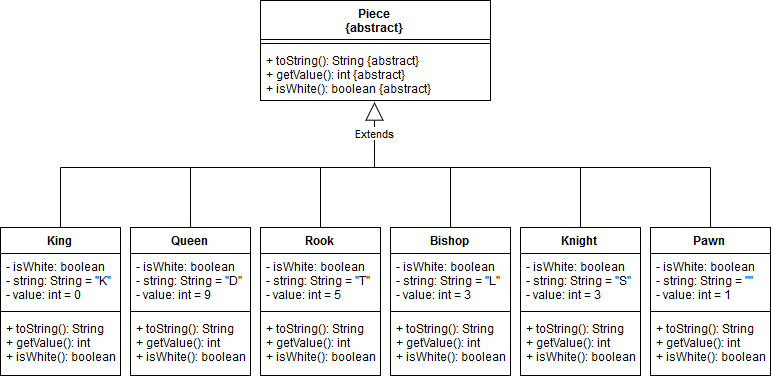 Piece
{abstract}
+ toString(): String {abstract}
+ getValue(): int {abstract}
+ isWhite(): boolean {abstract}
Extends
King
- isWhite: boolean
- string: String = "K"
- value: int = 0
+ toString(): String
+ getValue(): int
+ isWhite(): boolean
Queen
- isWhite: boolean
- string: String = "D"
- value: int = 9
+ toString(): String
+ getValue(): int
+ isWhite(): boolean
Rook
- isWhite: boolean
- string: String = "T"
- value: int = 5
+ toString(): String
+ getValue(): int
+ isWhite(): boolean
Bishop
- isWhite: boolean
- string: String = "L"
- value: int = 3
+ toString(): String
+ getValue(): int
+ isWhite(): boolean
Knight
- isWhite: boolean
- string: String = "S"
- value: int = 3
+ toString(): String
+ getValue(): int
+ isWhite(): boolean
Pawn
- isWhite: boolean
- string: String = ""
- value: int = 1
+ toString(): String
+ getValue(): int
+ isWhite(): boolean